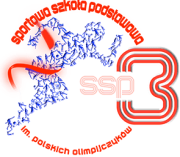 sportowa szkoła podstawowa
ssp 3
im. polskich olimpijczyków